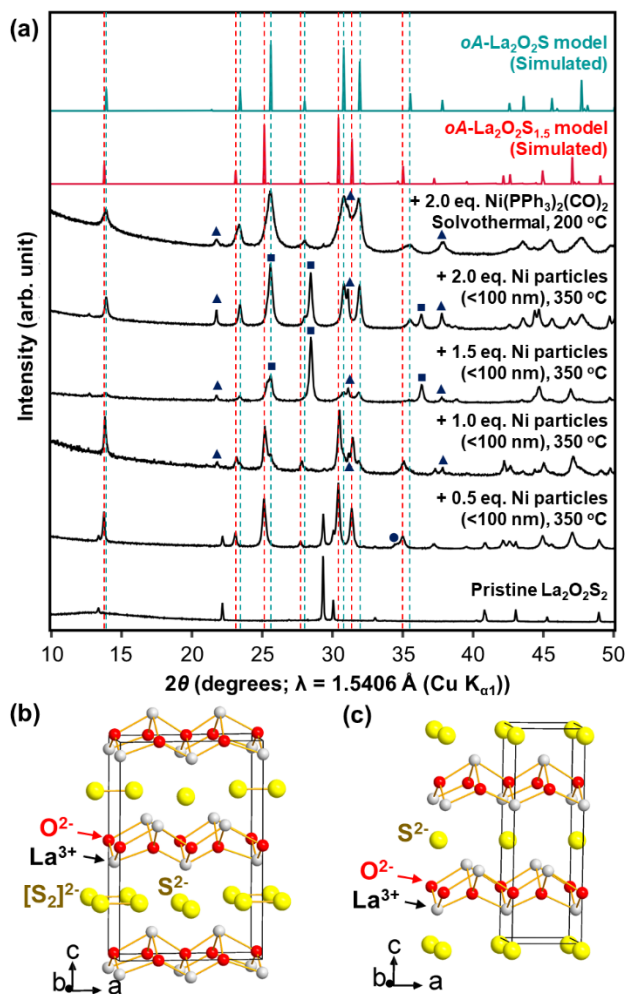 (a)
oA-La₂O₂S model
(Simulated)
oA-La₂O₂S₁.₅ model
(Simulated)
+ 2.0 eq. Ni(PPh₃)₂(CO)₂
Solvothermal, 200 °C
+ 2.0 eq. Ni particles
(<100 nm), 350 °C
+ 1.5 eq. Ni particles
(<100 nm), 350 °C
+ 1.0 eq. Ni particles
(<100 nm), 350 °C
+ 0.5 eq. Ni particles
(<100 nm), 350 °C
Pristine La₂O₂S₂
Intensity (arb. unit)
10 15 20 25 30 35 40 45 50
2θ (degrees; λ = 1.5406 Å (Cu Kα1))
(b)
O²⁻
La³⁺
[S₂]²⁻
S²⁻
c
b
a
(c)
S²⁻
O²⁻
La³⁺
c
b
a